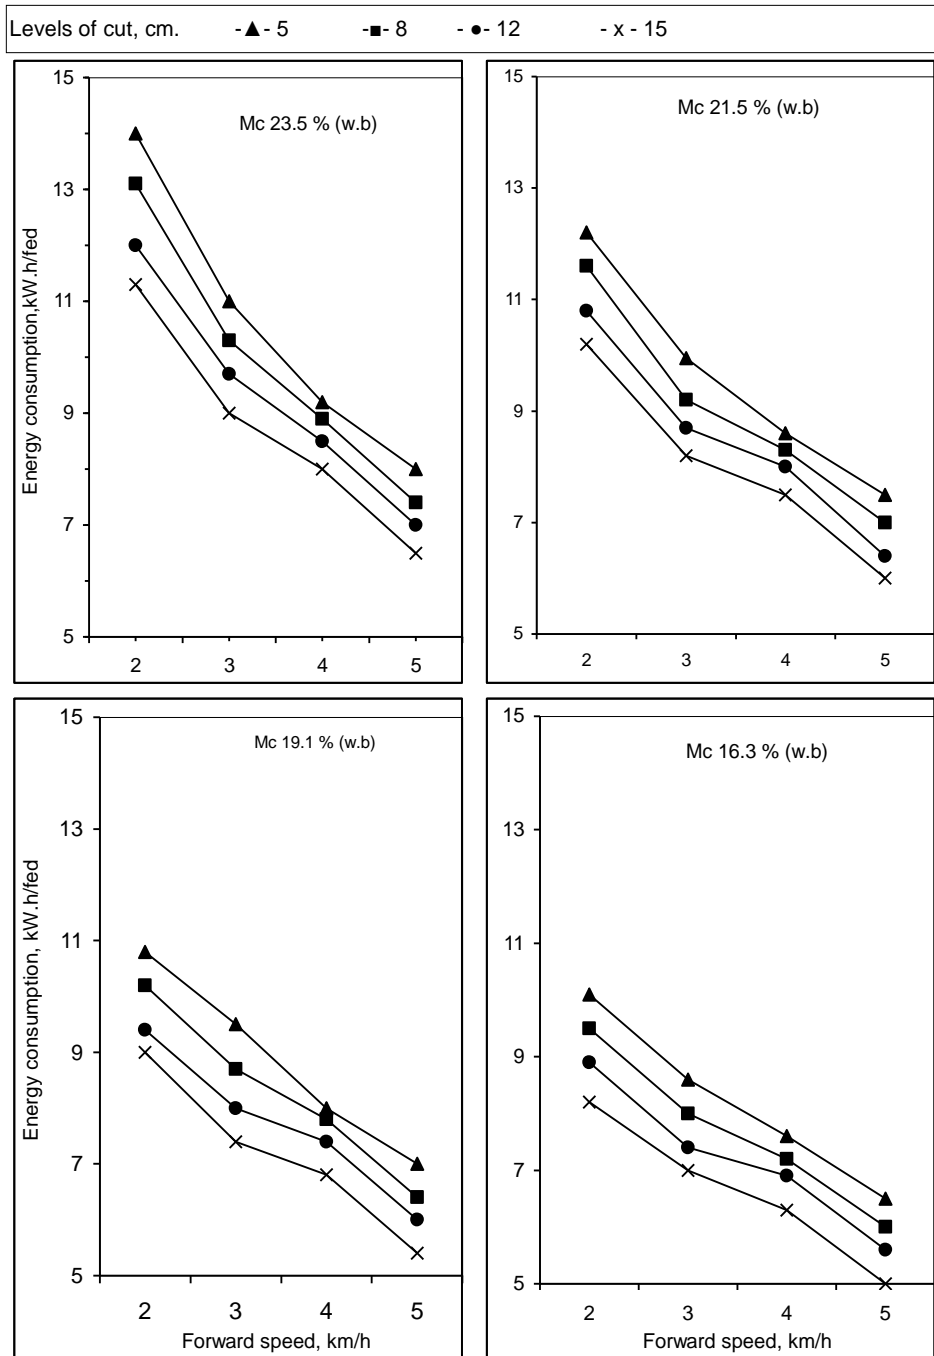 Levels of cut, cm. -▲- 5 -■- 8 -●- 12 - x - 15
Mc 23.5 % (w.b)
Energy consumption,kW.h/fed
15
13
11
9
7
5
2 3 4 5
Mc 21.5 % (w.b)
15
13
11
9
7
5
2 3 4 5
Mc 19.1 % (w.b)
Energy consumption, kW.h/fed
15
13
11
9
7
5
2 3 4 5
Forward speed, km/h
Mc 16.3 % (w.b)
15
13
11
9
7
5
2 3 4 5
Forward speed, km/h